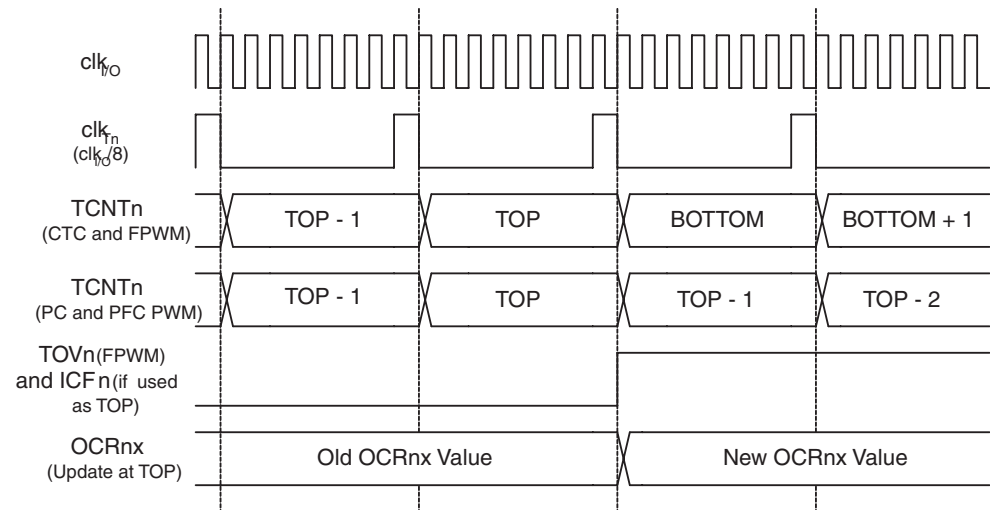 clkI/O
clkTn
(clkI/O/8)
TCNTn
(CTC and FPWM)
TOP - 1
TOP
BOTTOM
BOTTOM + 1
TCNTn
(PC and PFC PWM)
TOP - 1
TOP
TOP - 1
TOP - 2
TOVn(FPWM)
and ICFn(if used
as TOP)
OCRnx
(Update at TOP)
Old OCRnx Value
New OCRnx Value